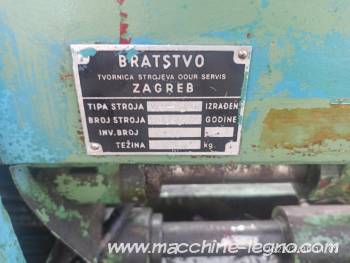 BRATSTVO
TVORNICA STROJEVA OOUR SERVIS
ZAGREB
TIPA STROJA IZRAĐEN
BROJ STROJA GODINE
INV. BROJ
TEŽINA kg.
www.macchine-legno.com